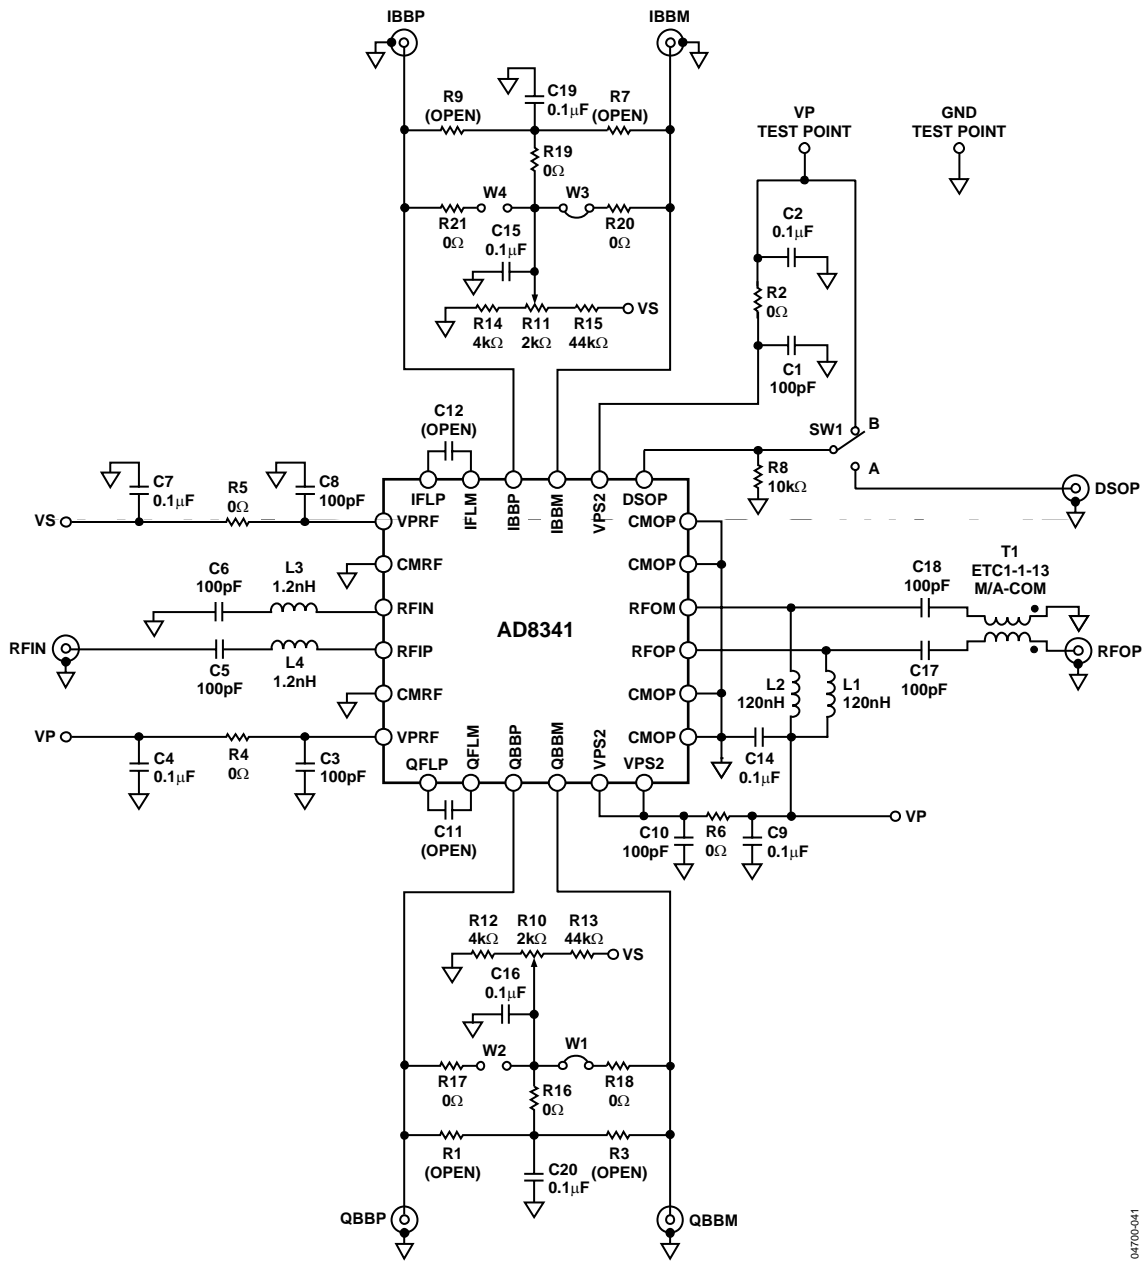 IBBP
IBBM
R9
(OPEN)
C19
0.1μF
R7
(OPEN)
VP
TEST POINT
GND
TEST POINT
R19
0Ω
W4
W3
R21
0Ω
C15
0.1μF
R20
0Ω
C2
0.1μF
R2
0Ω
R14
4kΩ
R11
2kΩ
R15
44kΩ
VS
C1
100pF
C12
(OPEN)
SW1
B
A
R8
10kΩ
DSOP
C7
0.1μF
R5
0Ω
C8
100pF
VS
IFLP
IFLM
IBBP
IBBM
VPS2
DSOP
VPRF
CMOP
CMRF
CMOP
C6
100pF
L3
1.2nH
C18
100pF
T1
ETC1-1-13
M/A-COM
RFIN
RFOM
AD8341
RFIN
RFIP
RFOP
RFOP
C5
100pF
L4
1.2nH
C17
100pF
L2
120nH
L1
120nH
CMRF
CMOP
VP
VPRF
CMOP
C4
0.1μF
R4
0Ω
C3
100pF
QFLP
QFLM
QBBP
QBBM
VPS2
VPS2
C14
0.1μF
C11
(OPEN)
C10
100pF
R6
0Ω
C9
0.1μF
VP
R12
4kΩ
R10
2kΩ
R13
44kΩ
VS
C16
0.1μF
W2
W1
R17
0Ω
R16
0Ω
R18
0Ω
R1
(OPEN)
C20
0.1μF
R3
(OPEN)
QBBP
QBBM
04700-041